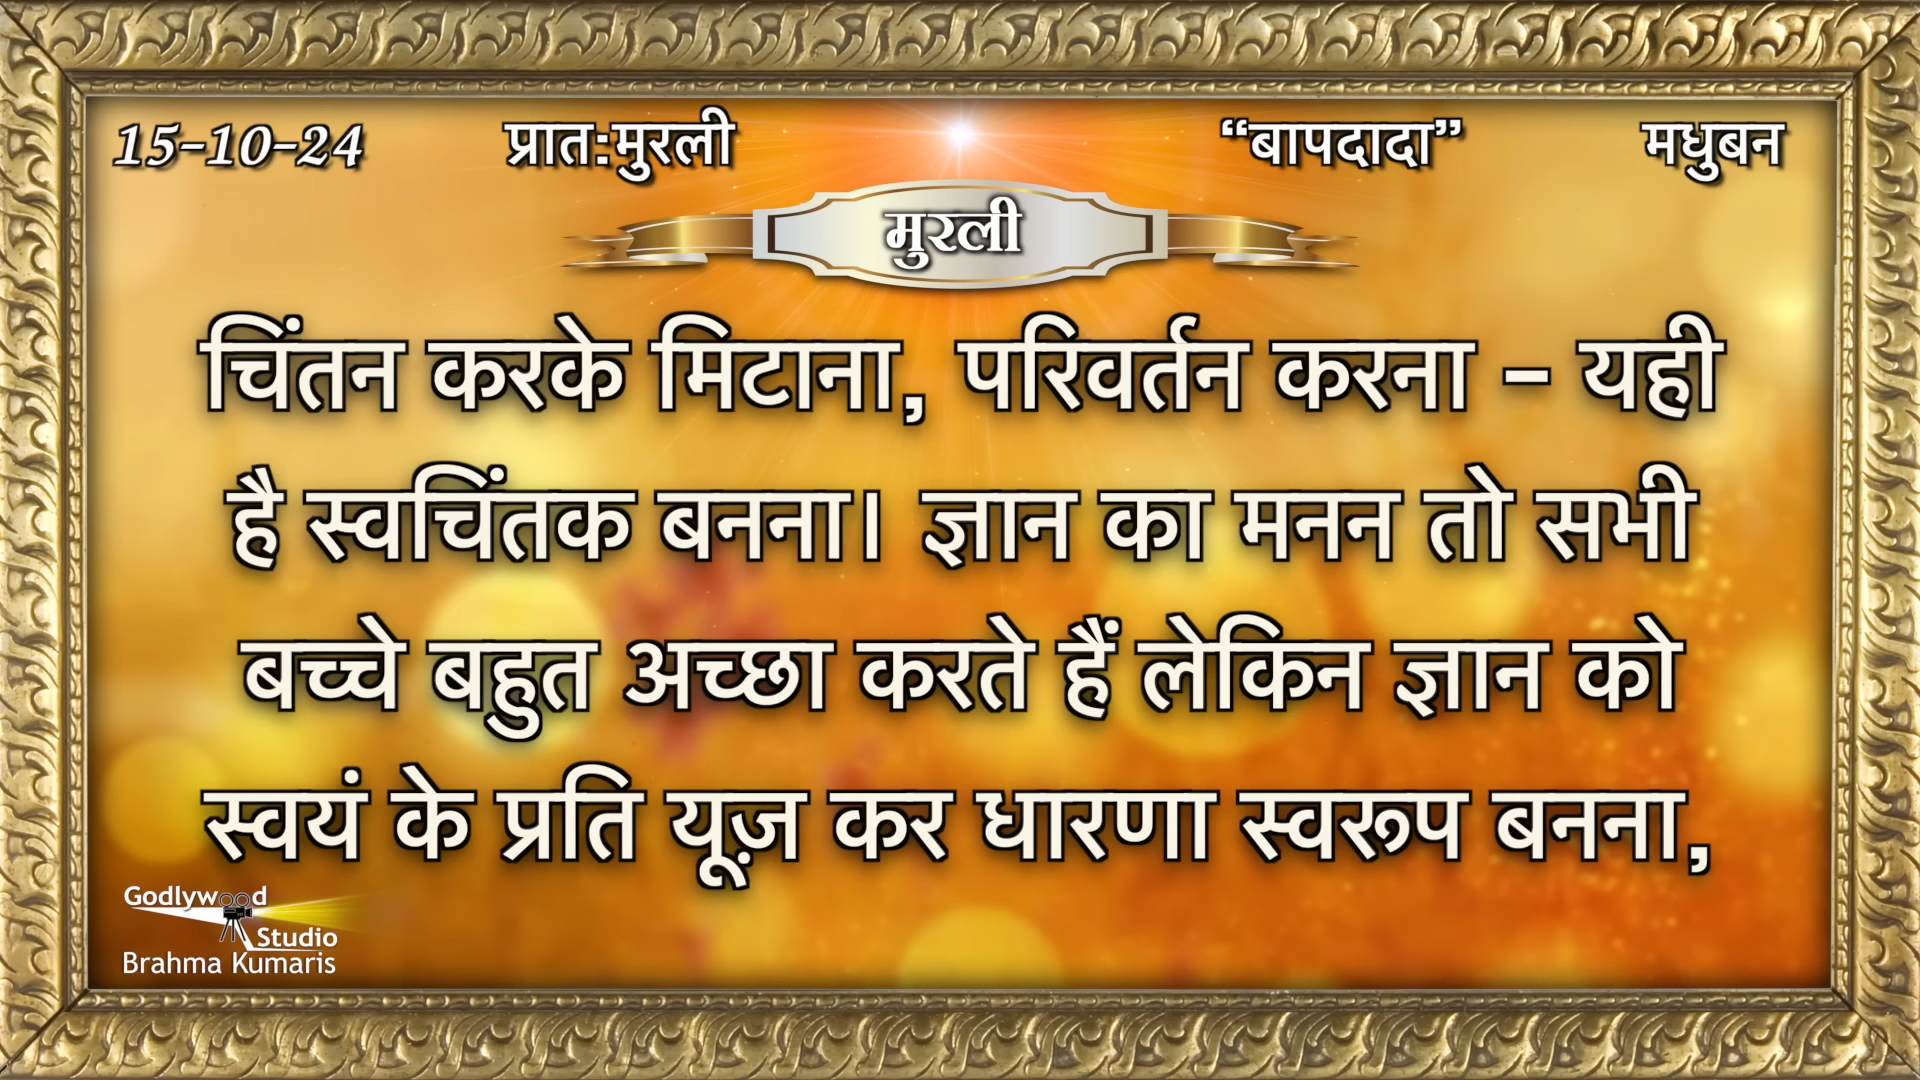 15-10-24 प्रात:मुरली “बापदादा” मधुबन
मुरली
चिंतन करके मिटाना, परिवर्तन करना – यही
है स्वचिंतक बनना। ज्ञान का मनन तो सभी
बच्चे बहुत अच्छा करते हैं लेकिन ज्ञान को
स्वयं के प्रति यूज़ कर धारणा स्वरूप बनना,
Godlywood
Studio
Brahma Kumaris